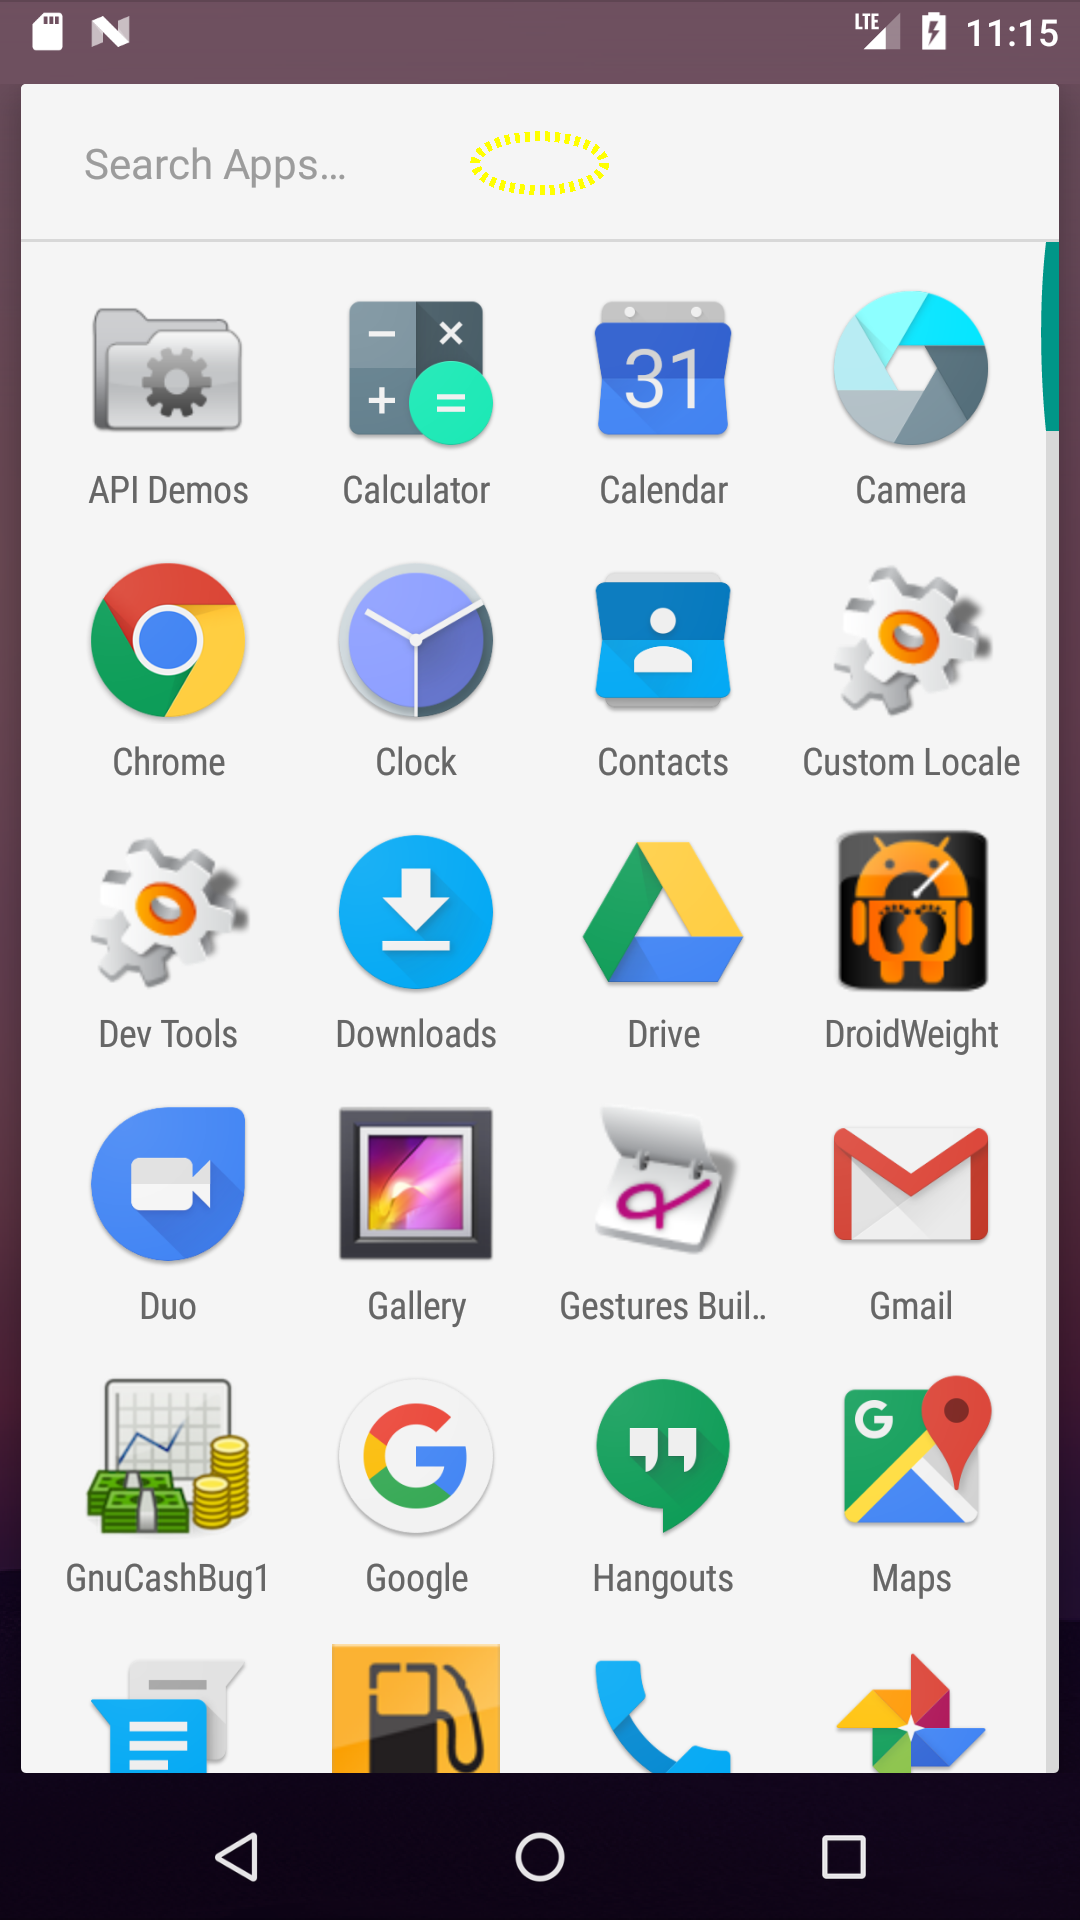 LTE 11:15
Search Apps...
31
API Demos Calculator Calendar Camera
Chrome Clock Contacts Custom Locale
Dev Tools Downloads Drive DroidWeight
Duo Gallery Gestures Buil..
Gmail
G
GnuCashBug1 Google Hangouts Maps